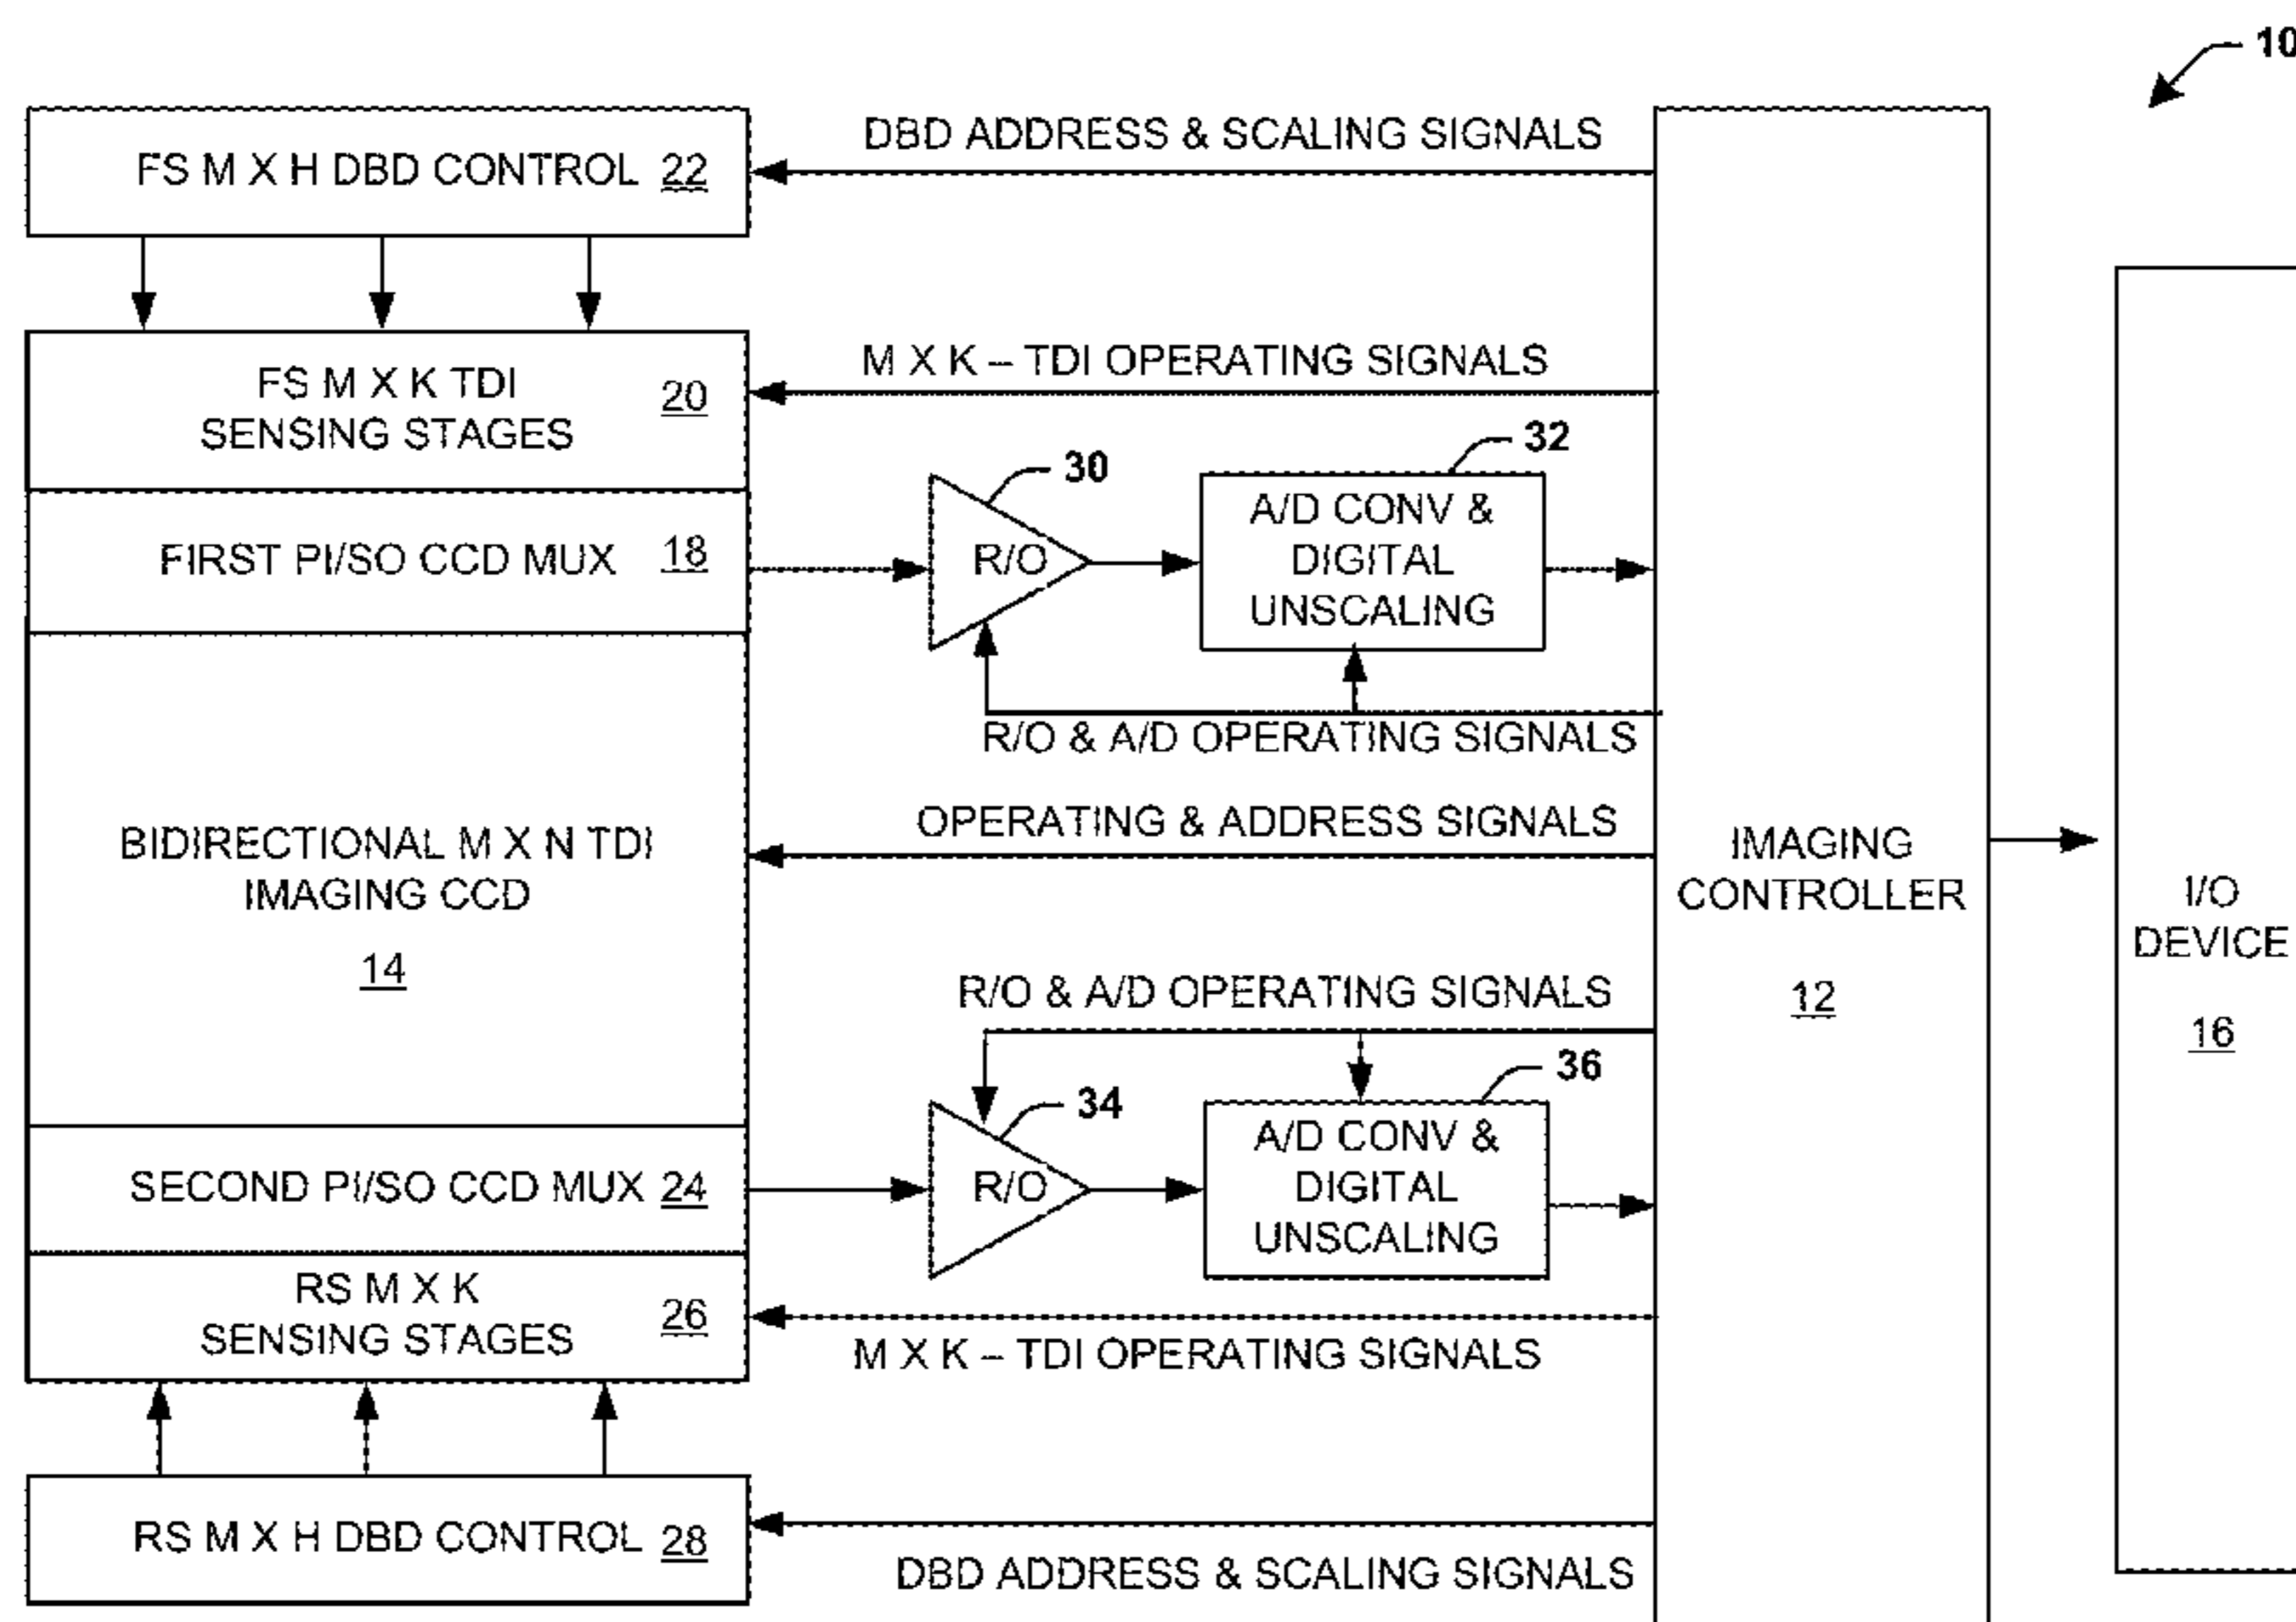 10
DBD ADDRESS & SCALING SIGNALS
FS M X H DBD CONTROL 22
M X K – TDI OPERATING SIGNALS
FS M X K TDI
SENSING STAGES
20
32
30
A/D CONV &
DIGITAL
UNSCALING
R/O
FIRST PI/SO CCD MUX 18
R/O & A/D OPERATING SIGNALS
OPERATING & ADDRESS SIGNALS
BIDIRECTIONAL M X N TDI
IMAGING CCD
14
IMAGING
CONTROLLER
12
I/O
DEVICE
16
R/O & A/D OPERATING SIGNALS
36
34
A/D CONV &
DIGITAL
UNSCALING
R/O
SECOND PI/SO CCD MUX 24
RS M X K
SENSING STAGES
26
M X K – TDI OPERATING SIGNALS
RS M X H DBD CONTROL 28
DBD ADDRESS & SCALING SIGNALS